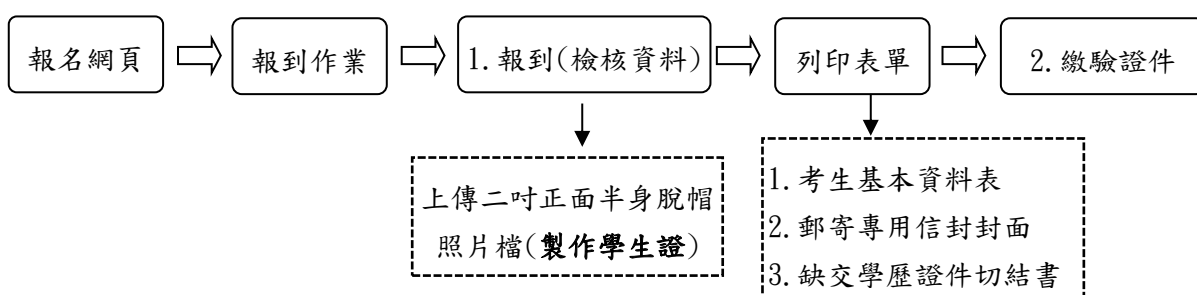 報名網頁
報到作業
1.報到(檢核資料)
列印表單
2.繳驗證件
上傳二吋正面半身脫帽
照片檔(製作學生證)
1.考生基本資料表
2.郵寄專用信封封面
3.缺交學歷證件切結書